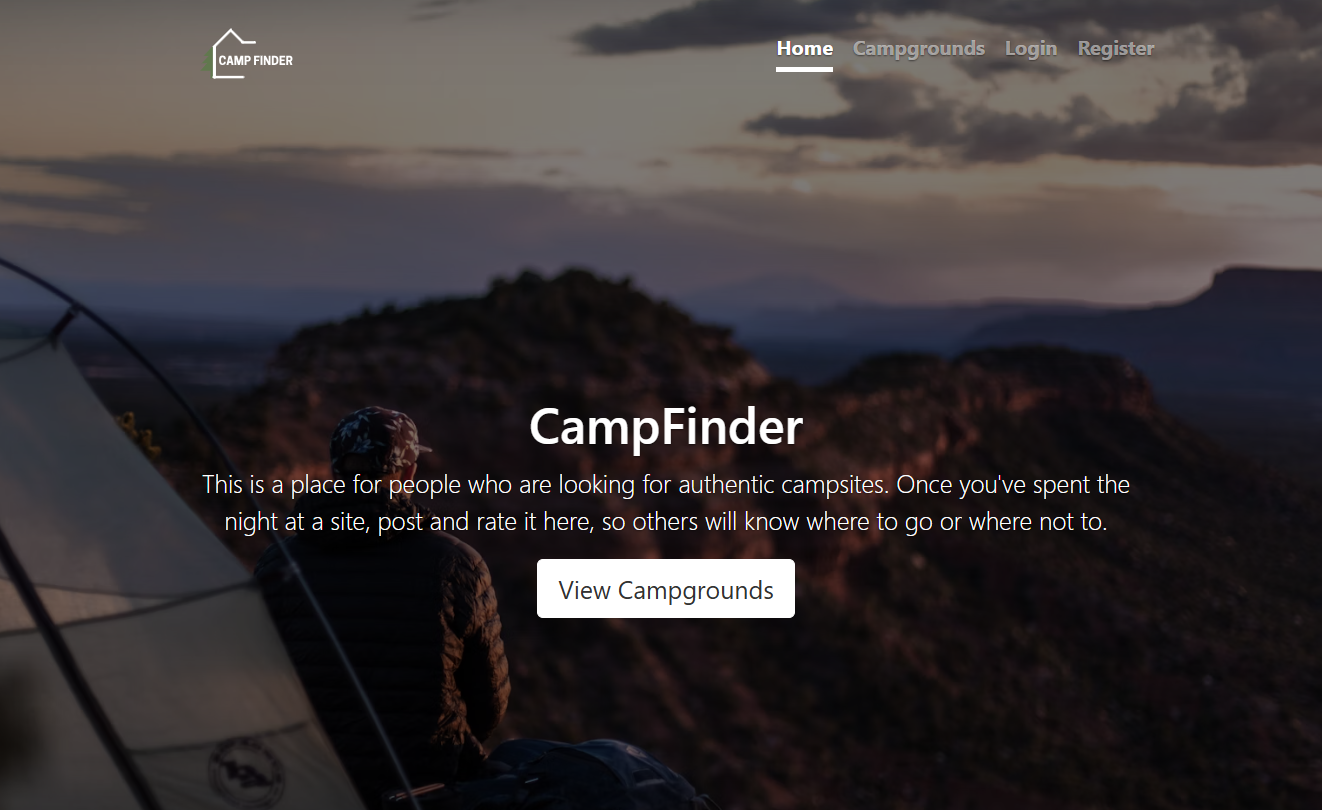 CAMP FINDER
Home Campgrounds Login Register
CampFinder
This is a place for people who are looking for authentic campsites. Once you've spent the
night at a site, post and rate it here, so others will know where to go or where not to.
View Campgrounds